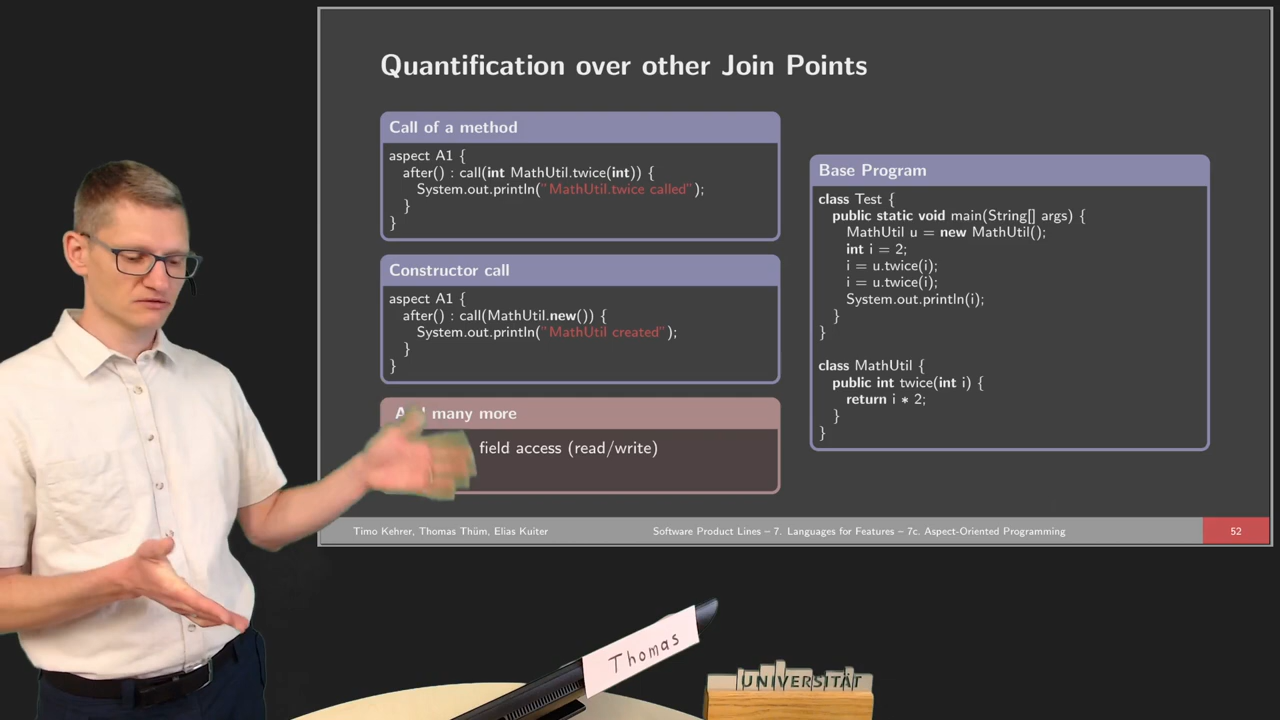 Quantification over other Join Points
Call of a method
aspect A1 {
after() : call(int MathUtil.twice(int)) {
System.out.println("MathUtil.twice called");
}
}
Constructor call
aspect A1 {
after() : call(MathUtil.new()) {
System.out.println("MathUtil created");
}
}
many more
field access (read/write)
Base Program
class Test {
public static void main(String[] args) {
MathUtil u = new MathUtil();
int i = 2;
i = u.twice(i);
i = u.twice(i);
System.out.println(i);
}
}
class MathUtil {
public int twice(int i) {
return i * 2;
}
}
Timo Kehrer, Thomas Thüm, Elias Kuiter
Software Product Lines – 7. Languages for Features – 7c. Aspect-Oriented Programming
52
Thomas
UNIVERSITÄT